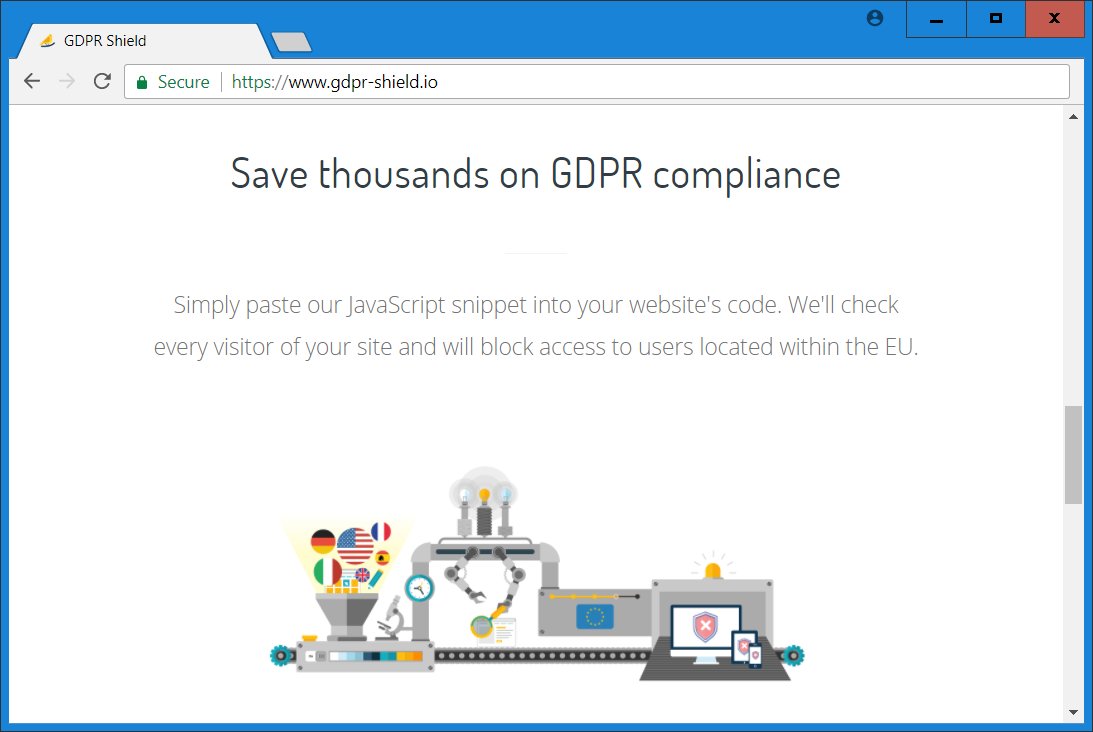 GDPR Shield
Secure https://www.gdpr-shield.io
Save thousands on GDPR compliance
Simply paste our JavaScript snippet into your website's code. We'll check
every visitor of your site and will block access to users located within the EU.